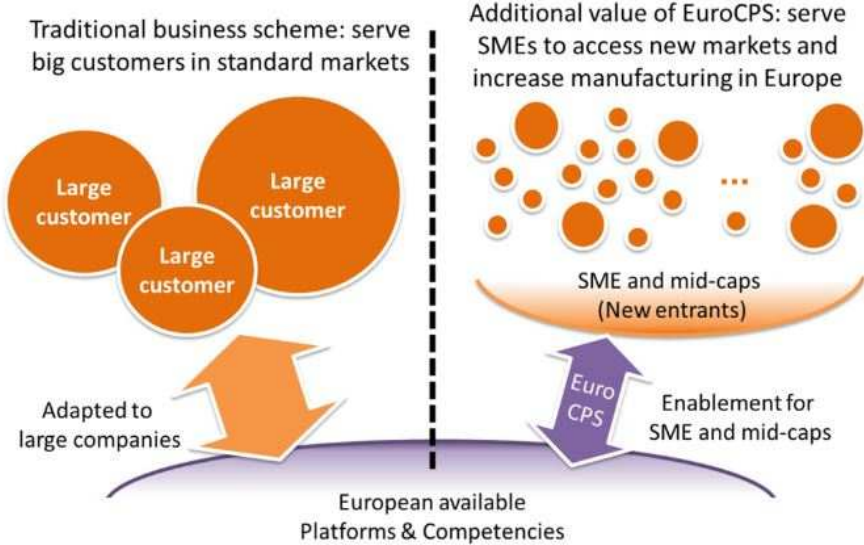 Traditional business scheme: serve
big customers in standard markets
Large
customer
Large
customer
Large
customer
Adapted to
large companies
Additional value of EuroCPS: serve
SMEs to access new markets and
increase manufacturing in Europe
...
SME and mid-caps
(New entrants)
Euro
CPS
Enablement for
SME and mid-caps
European available
Platforms & Competencies